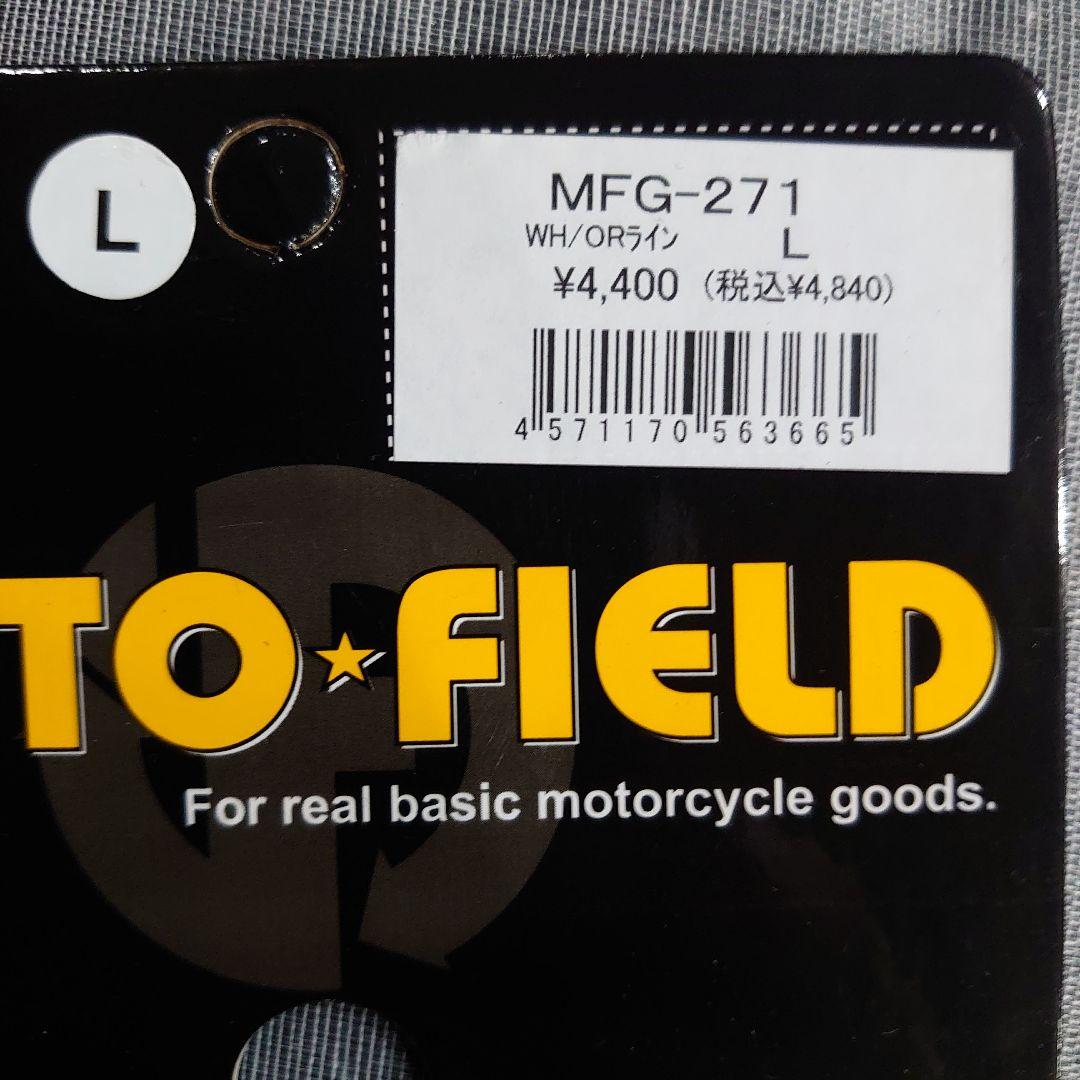 L
MFG-271
WH/ORライン L
¥4,400 (税込¥4,840)
4 571170 563665
TO★FIELD
For real basic motorcycle goods.